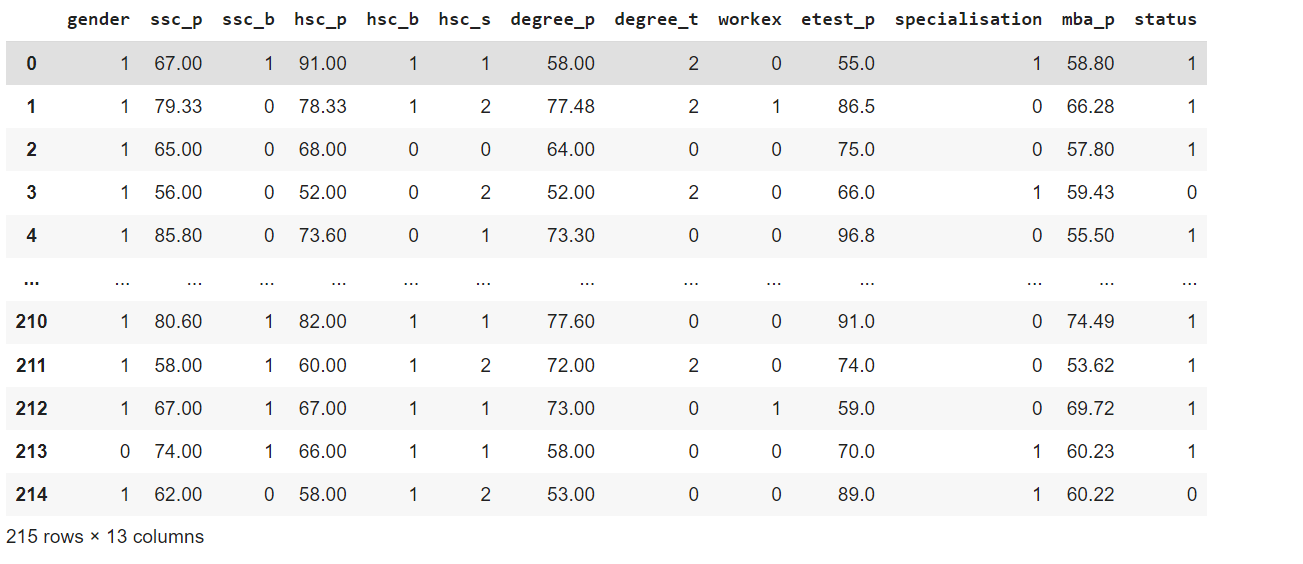 gender ssc_p ssc_b hsc_p hsc_b hsc_s degree_p degree_t workex etest_p specialisation mba_p status
0 1 67.00 1 91.00 1 1 58.00 2 0 55.0 1 58.80 1
1 1 79.33 0 78.33 1 2 77.48 2 1 86.5 0 66.28 1
2 1 65.00 0 68.00 0 0 64.00 0 0 75.0 0 57.80 1
3 1 56.00 0 52.00 0 2 52.00 2 0 66.0 1 59.43 0
4 1 85.80 0 73.60 0 1 73.30 0 0 96.8 0 55.50 1
... ... ... ... ... ... ... ... ... ... ... ... ... ...
210 1 80.60 1 82.00 1 1 77.60 0 0 91.0 0 74.49 1
211 1 58.00 1 60.00 1 2 72.00 2 0 74.0 0 53.62 1
212 1 67.00 1 67.00 1 1 73.00 0 1 59.0 0 69.72 1
213 0 74.00 1 66.00 1 1 58.00 0 0 70.0 1 60.23 1
214 1 62.00 0 58.00 1 2 53.00 0 0 89.0 1 60.22 0
215 rows × 13 columns